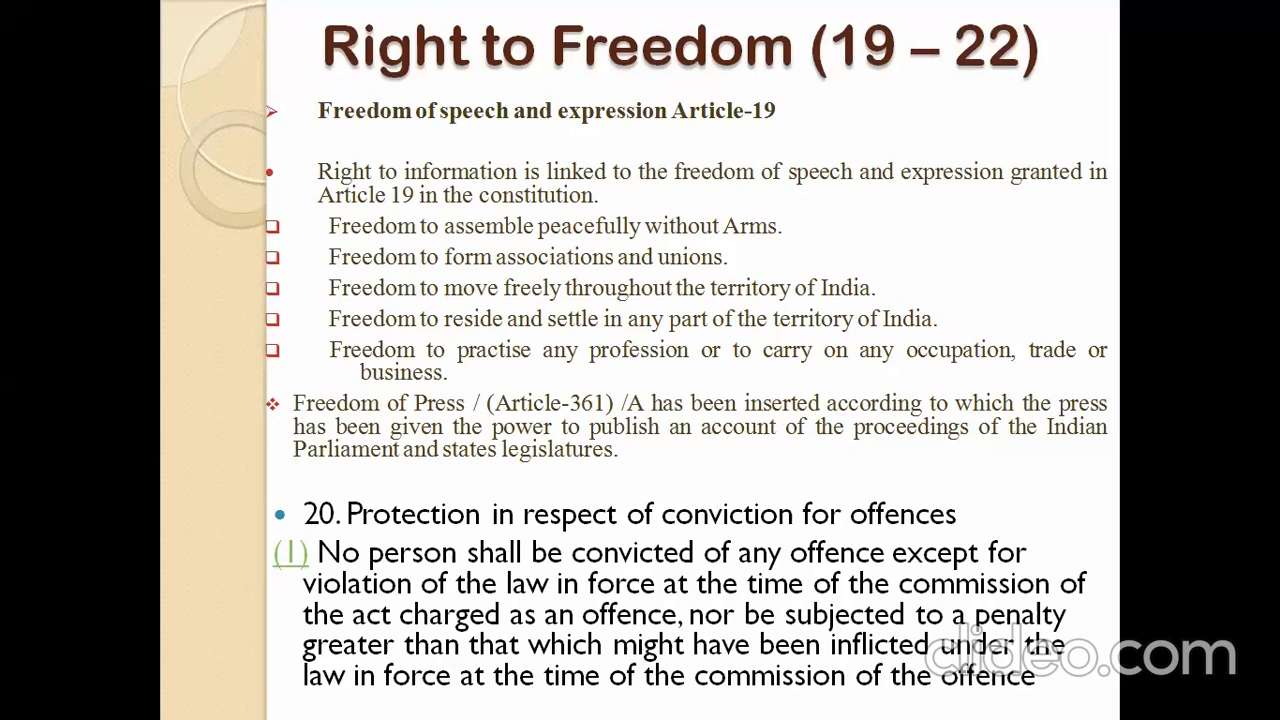 Right to Freedom (19 – 22)
Freedom of speech and expression Article-19
Right to information is linked to the freedom of speech and expression granted in
Article 19 in the constitution.
Freedom to assemble peacefully without Arms.
Freedom to form associations and unions.
Freedom to move freely throughout the territory of India.
Freedom to reside and settle in any part of the territory of India.
Freedom to practise any profession or to carry on any occupation, trade or
business.
Freedom of Press / (Article-361) /A has been inserted according to which the press
has been given the power to publish an account of the proceedings of the Indian
Parliament and states legislatures.
20. Protection in respect of conviction for offences
(1) No person shall be convicted of any offence except for
violation of the law in force at the time of the commission of
the act charged as an offence, nor be subjected to a penalty
greater than that which might have been inflicted under the
law in force at the time of the commission of the offence
clideo.com